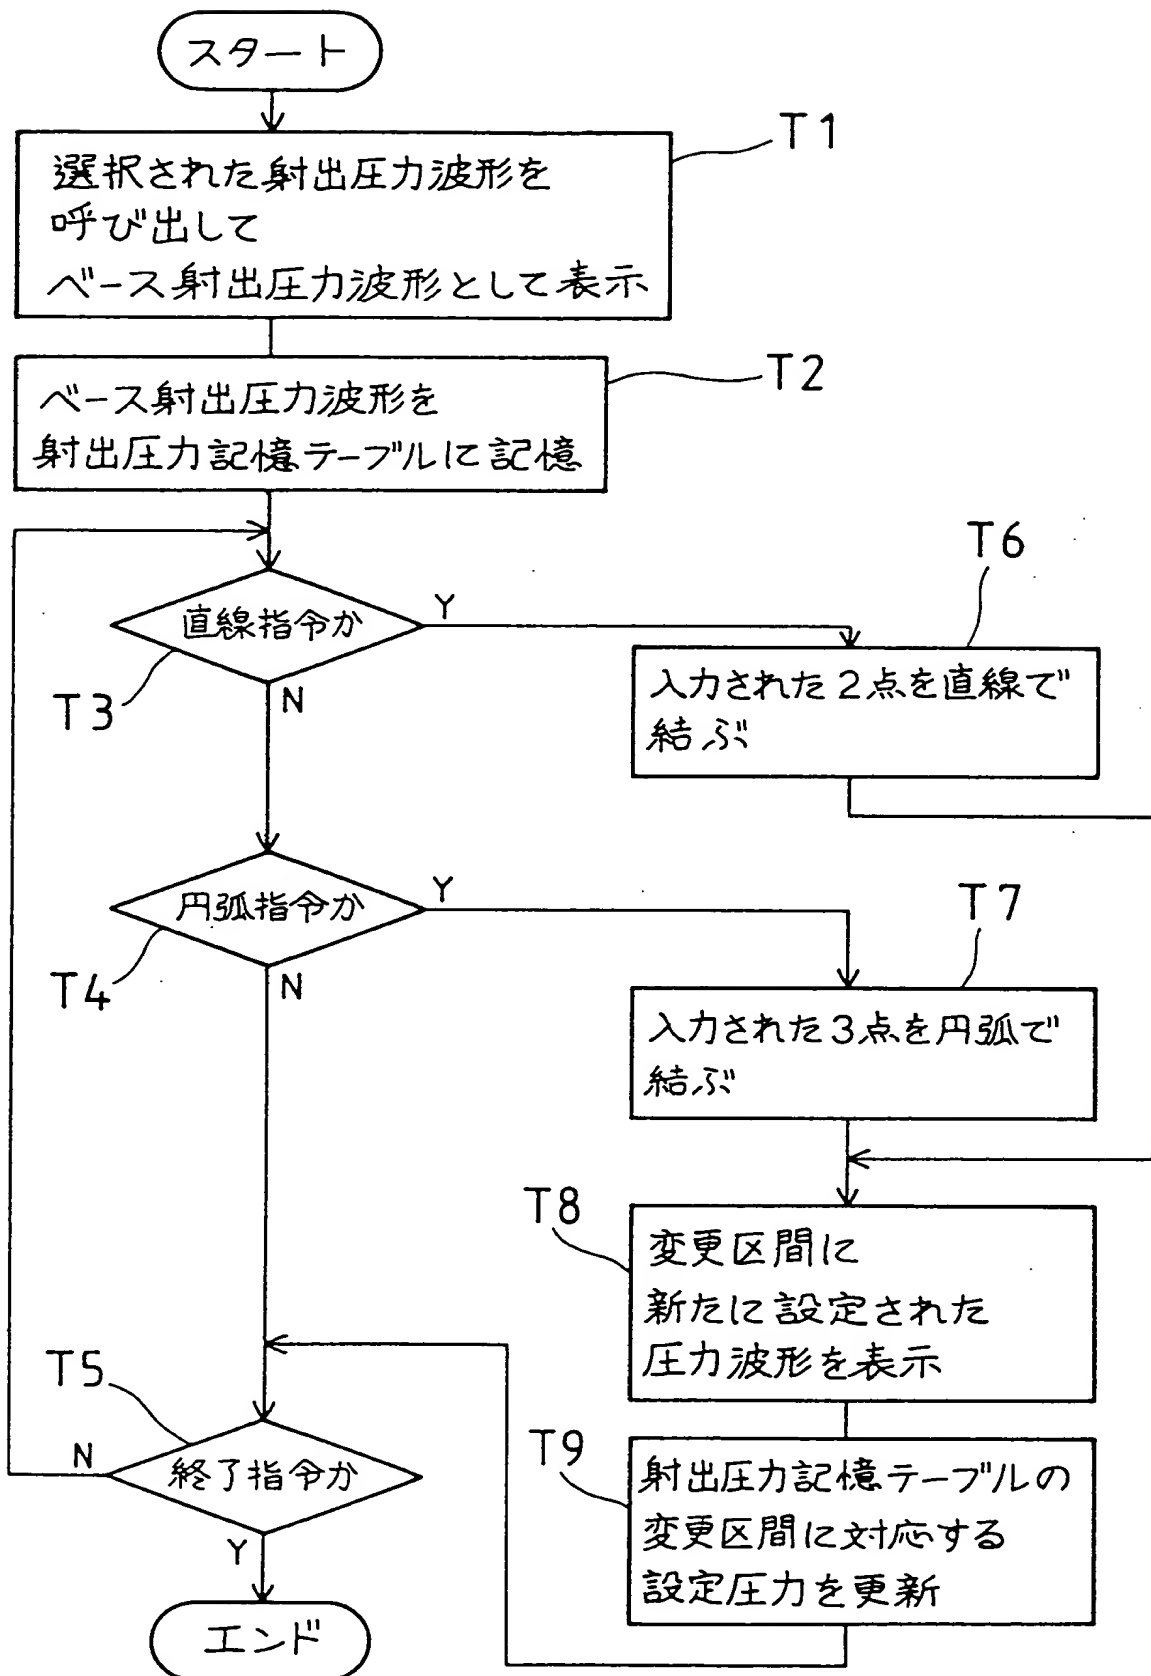 スタート
T1
選択された射出圧力波形を
呼び出して
ベース射出圧力波形として表示
T2
ベース射出圧力波形を
射出圧力記憶テーブルに記憶
T3
直線指令か
Y
N
T6
入力された2点を直線で
結ぶ
T4
円弧指令か
Y
N
T7
入力された3点を円弧で
結ぶ
T8
変更区間に
新たに設定された
圧力波形を表示
T9
射出圧力記憶テーブルの
変更区間に対応する
設定圧力を更新
T5
終了指令か
N
Y
エンド